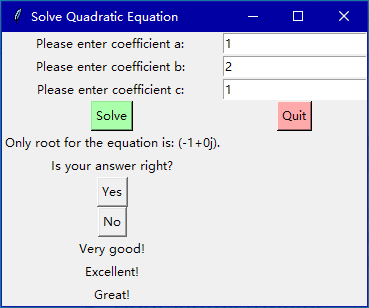 Solve Quadratic Equation
Please enter coefficient a: 1
Please enter coefficient b: 2
Please enter coefficient c: 1
Solve Quit
Only root for the equation is: (-1+0j).
Is your answer right?
Yes
No
Very good!
Excellent!
Great!